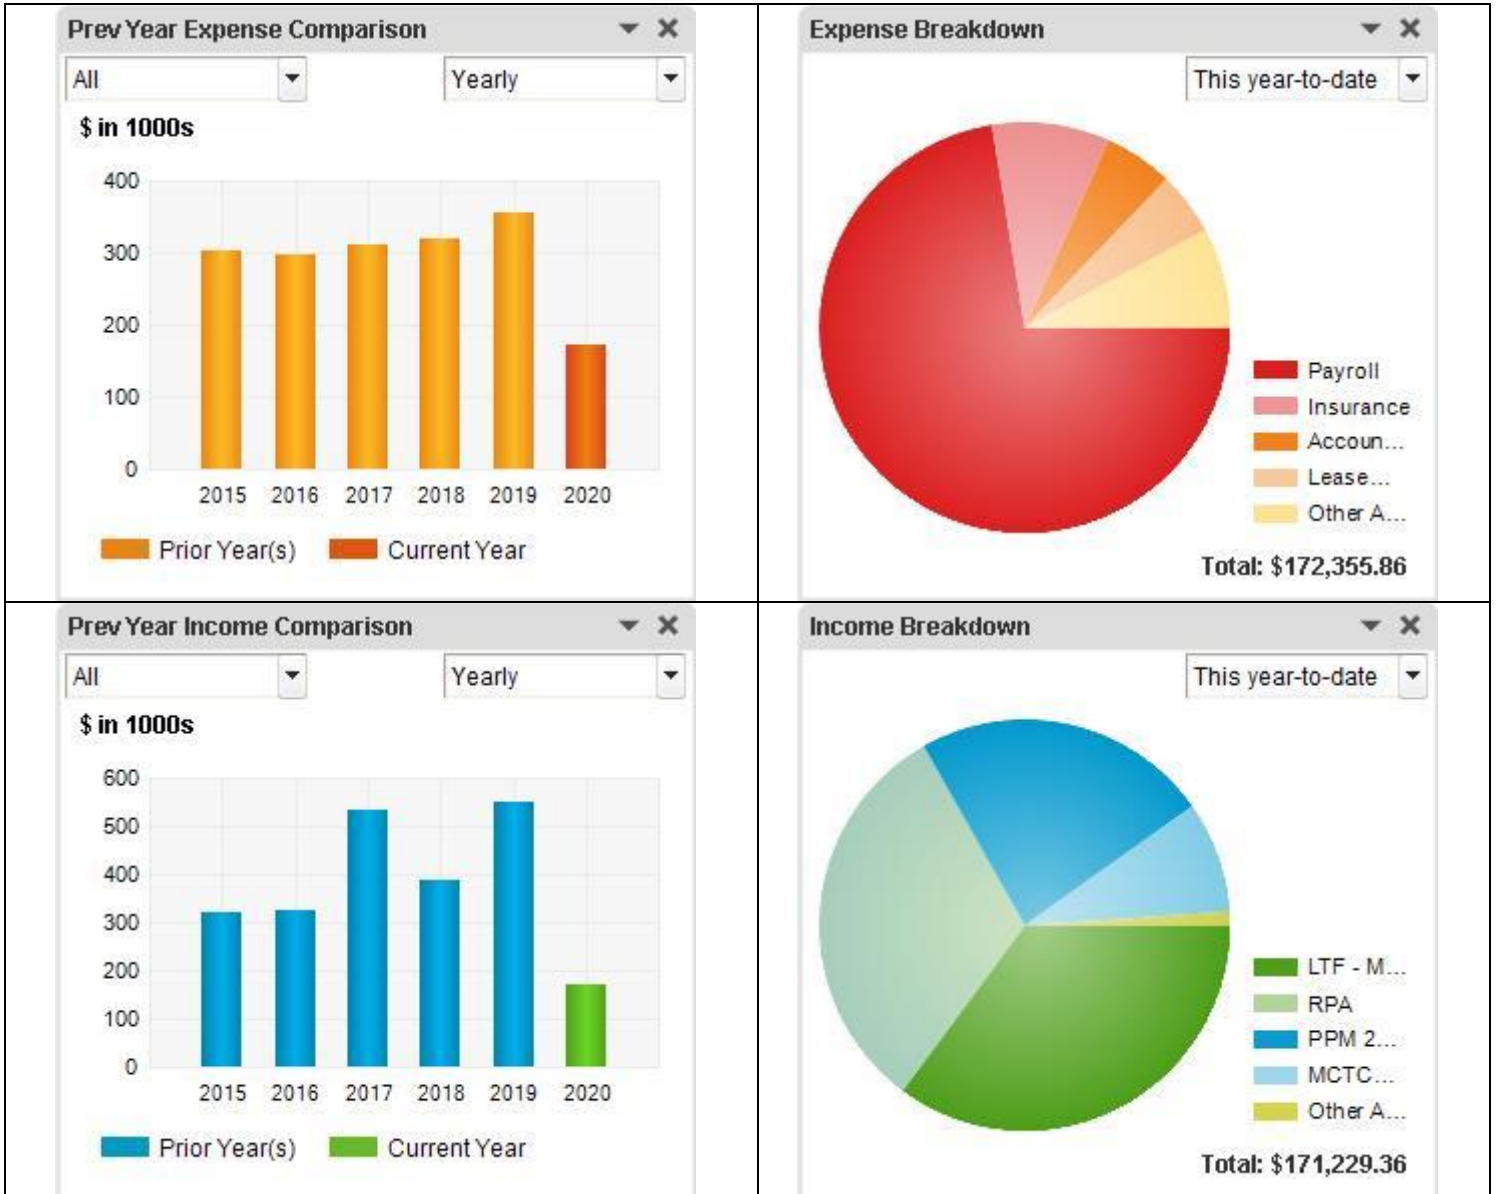 Prev Year Expense Comparison
All
Yearly
$ in 1000s
400
300
200
100
0
2015 2016 2017 2018 2019 2020
Prior Year(s) Current Year
Expense Breakdown
This year-to-date
Payroll
Insurance
Accoun...
Lease...
Other A...
Total: $172,355.86
Prev Year Income Comparison
All
Yearly
$ in 1000s
600
500
400
300
200
100
0
2015 2016 2017 2018 2019 2020
Prior Year(s) Current Year
Income Breakdown
This year-to-date
LTF - M...
RPA
PPM 2...
MCTC...
Other A...
Total: $171,229.36